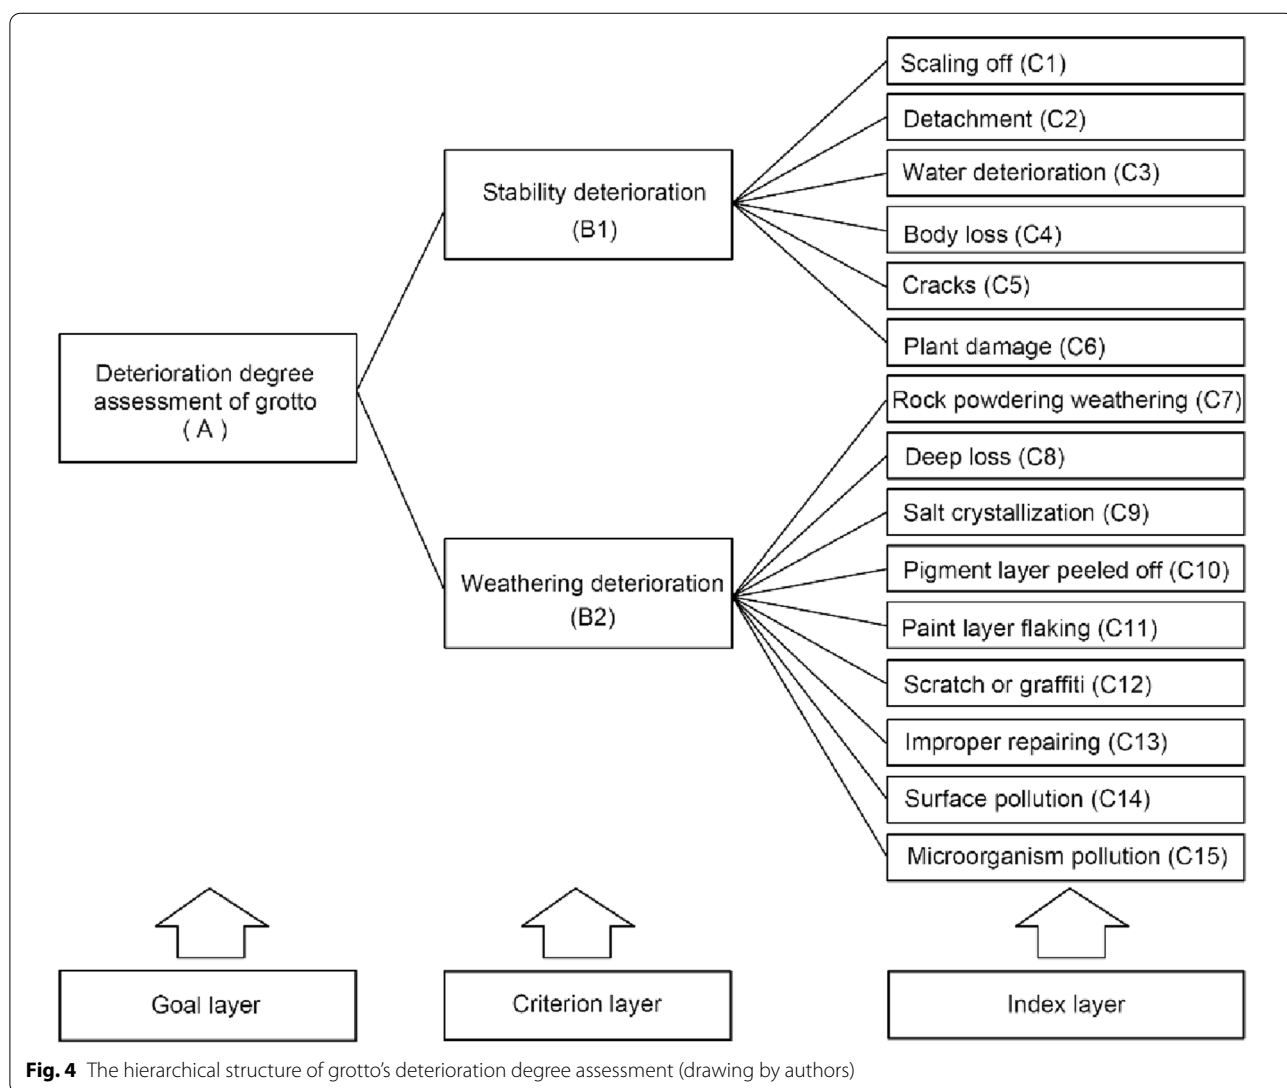 Scaling off (C1)
Detachment (C2)
Water deterioration (C3)
Stability deterioration
(B1)
Body loss (C4)
Cracks (C5)
Plant damage (C6)
Deterioration degree
assessment of grotto
( A )
Rock powdering weathering (C7)
Deep loss (C8)
Salt crystallization (C9)
Pigment layer peeled off (C10)
Weathering deterioration
(B2)
Paint layer flaking (C11)
Scratch or graffiti (C12)
Improper repairing (C13)
Surface pollution (C14)
Microorganism pollution (C15)
Goal layer
Criterion layer
Index layer
Fig. 4 The hierarchical structure of grotto’s deterioration degree assessment (drawing by authors)